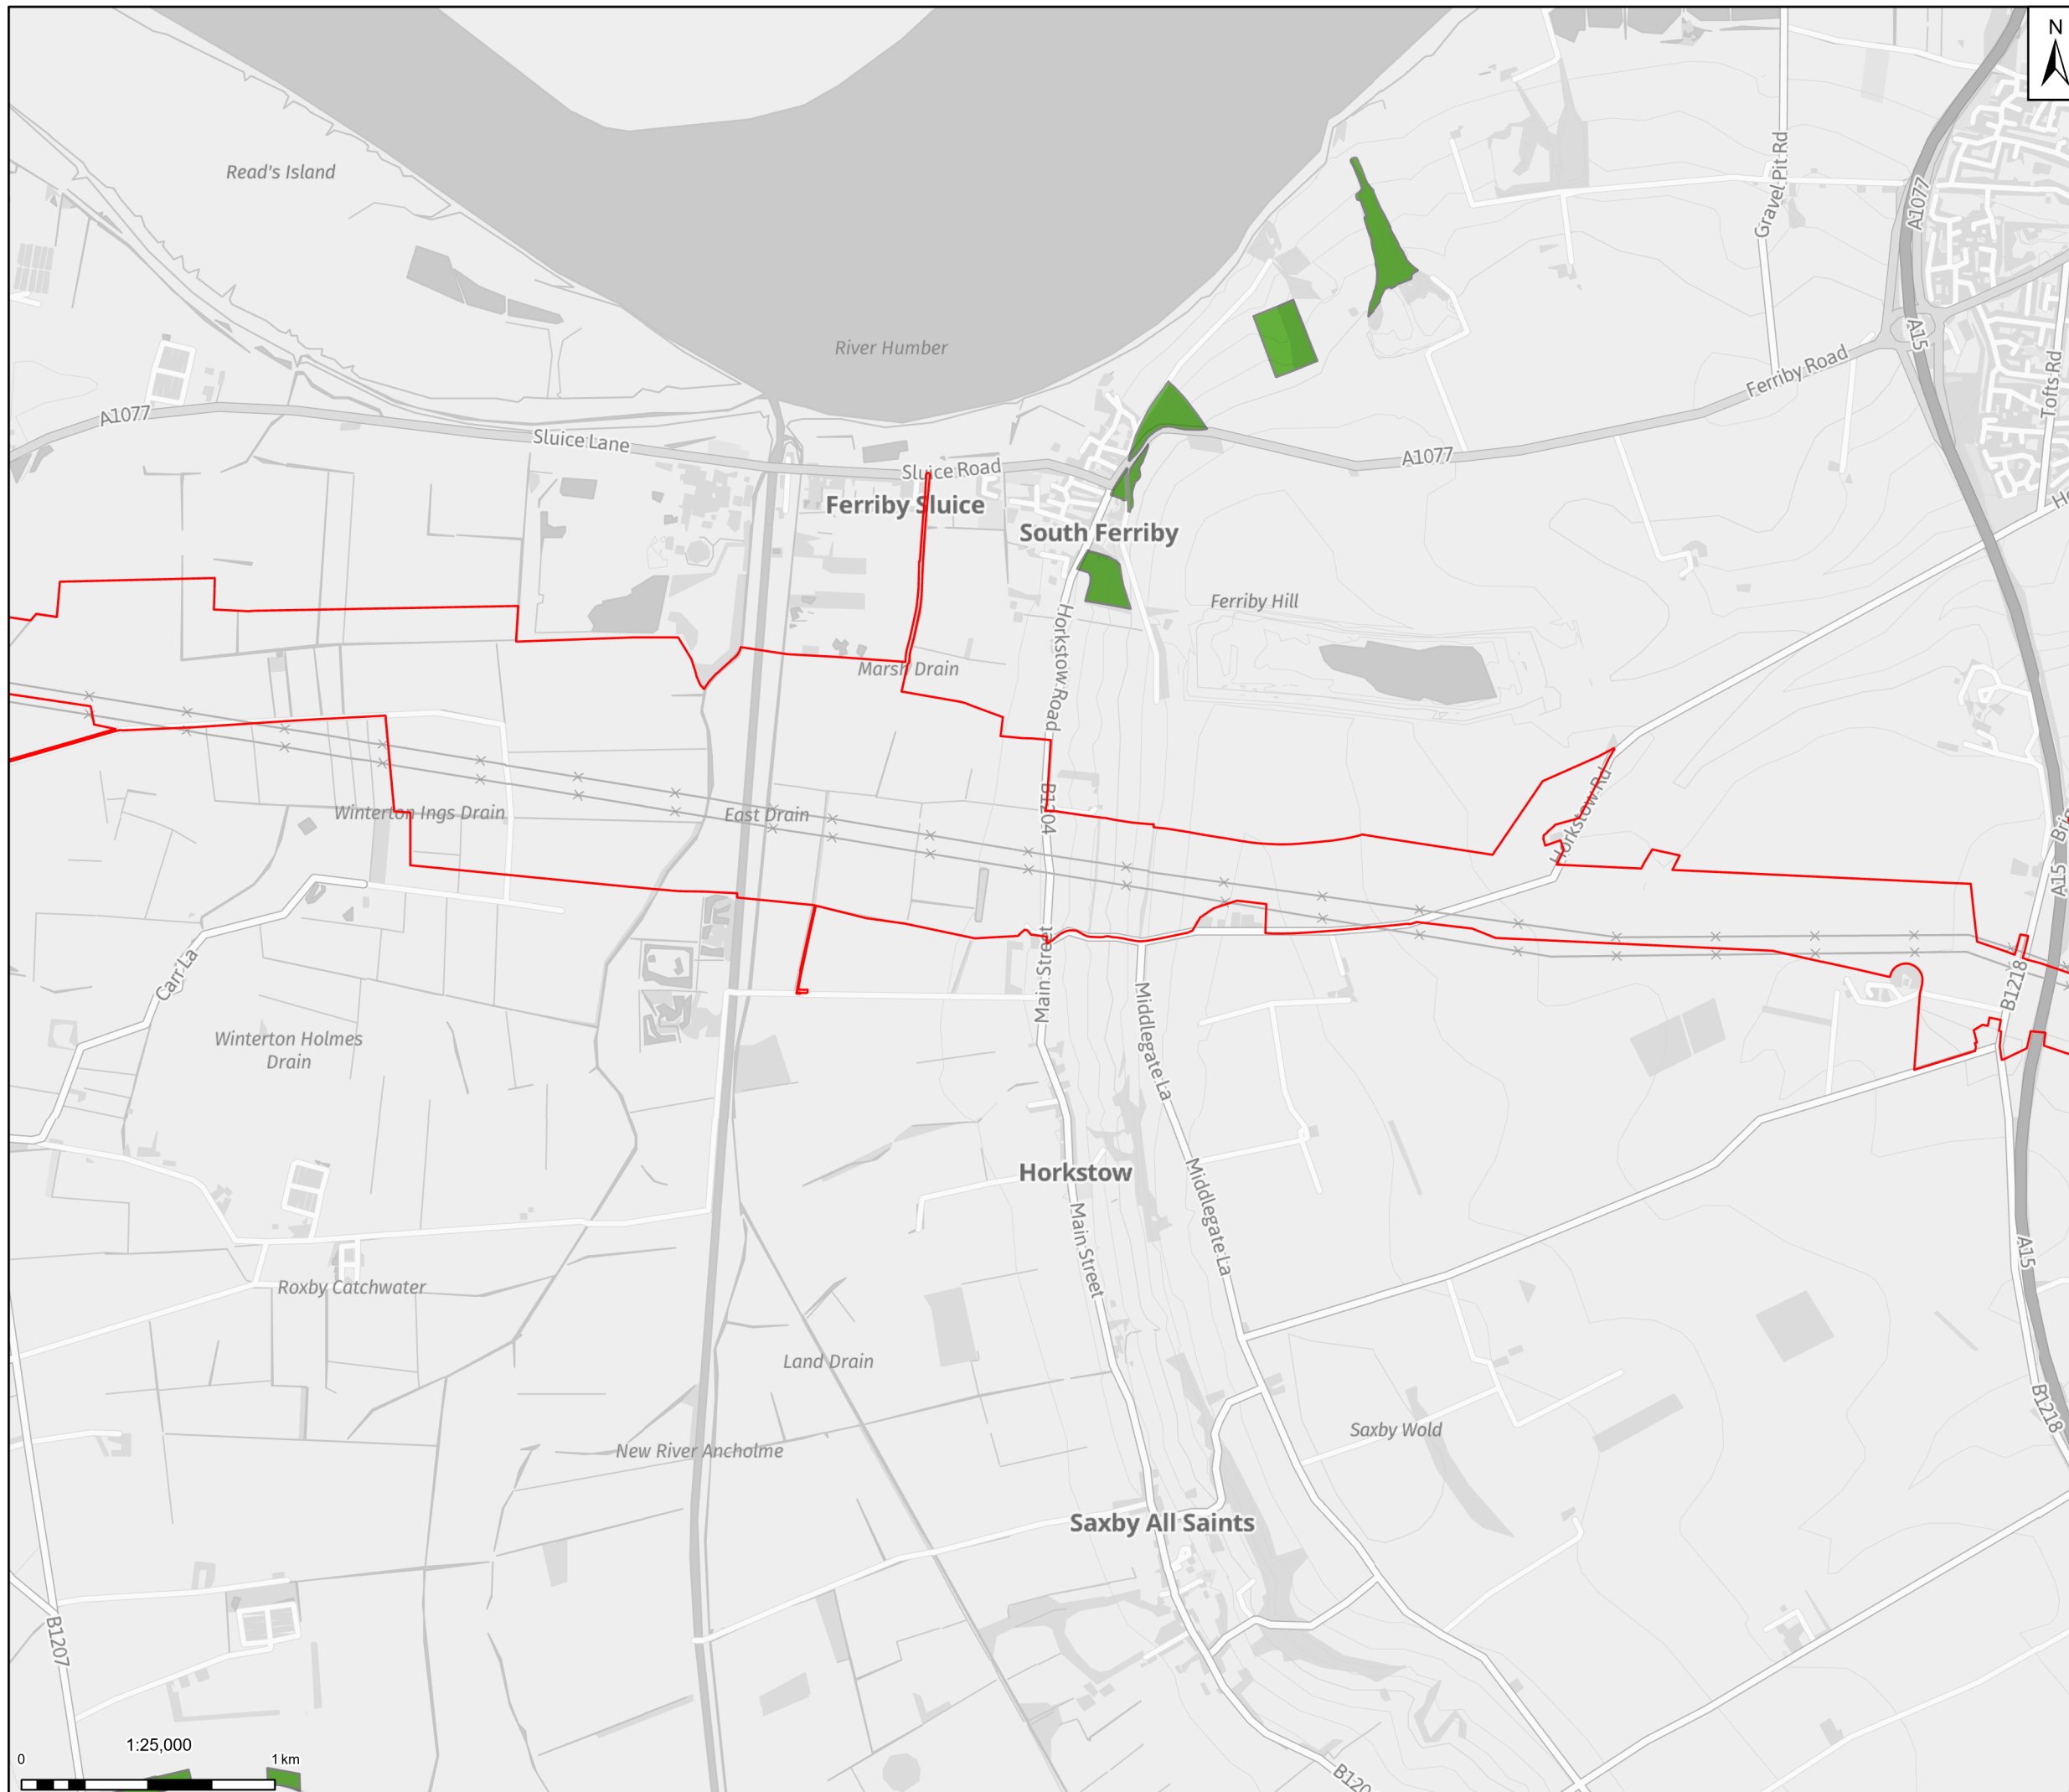 N
Read's Island
River Humber
Gravel Pit Rd
A1077
A15
Tofts Rd
Ferriby Road
A1077
Sluice Lane
Sluice Road
A1077
Ferriby Sluice
South Ferriby
Ferriby Hill
Horkstow Road
Marsh Drain
Horkstow Rd
B1204
Winterton Ings Drain
East Drain
A15
Main Street
Carr La
B1218
Middlegate La
Winterton Holmes
Drain
Horkstow
Middlegate La
Main Street
A15
Roxby Catchwater
Land Drain
B1218
Saxby Wold
New River Ancholme
Saxby All Saints
B1207
1:25,000
0
1 km